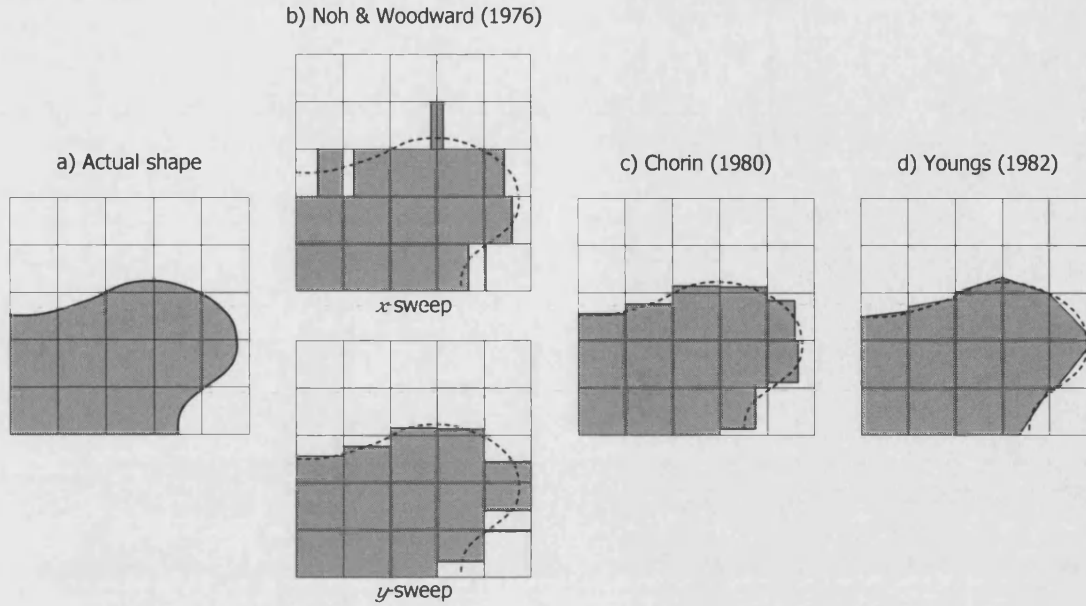 b) Noh & Woodward (1976)
a) Actual shape
c) Chorin (1980)
d) Youngs (1982)
x-sweep
y-sweep